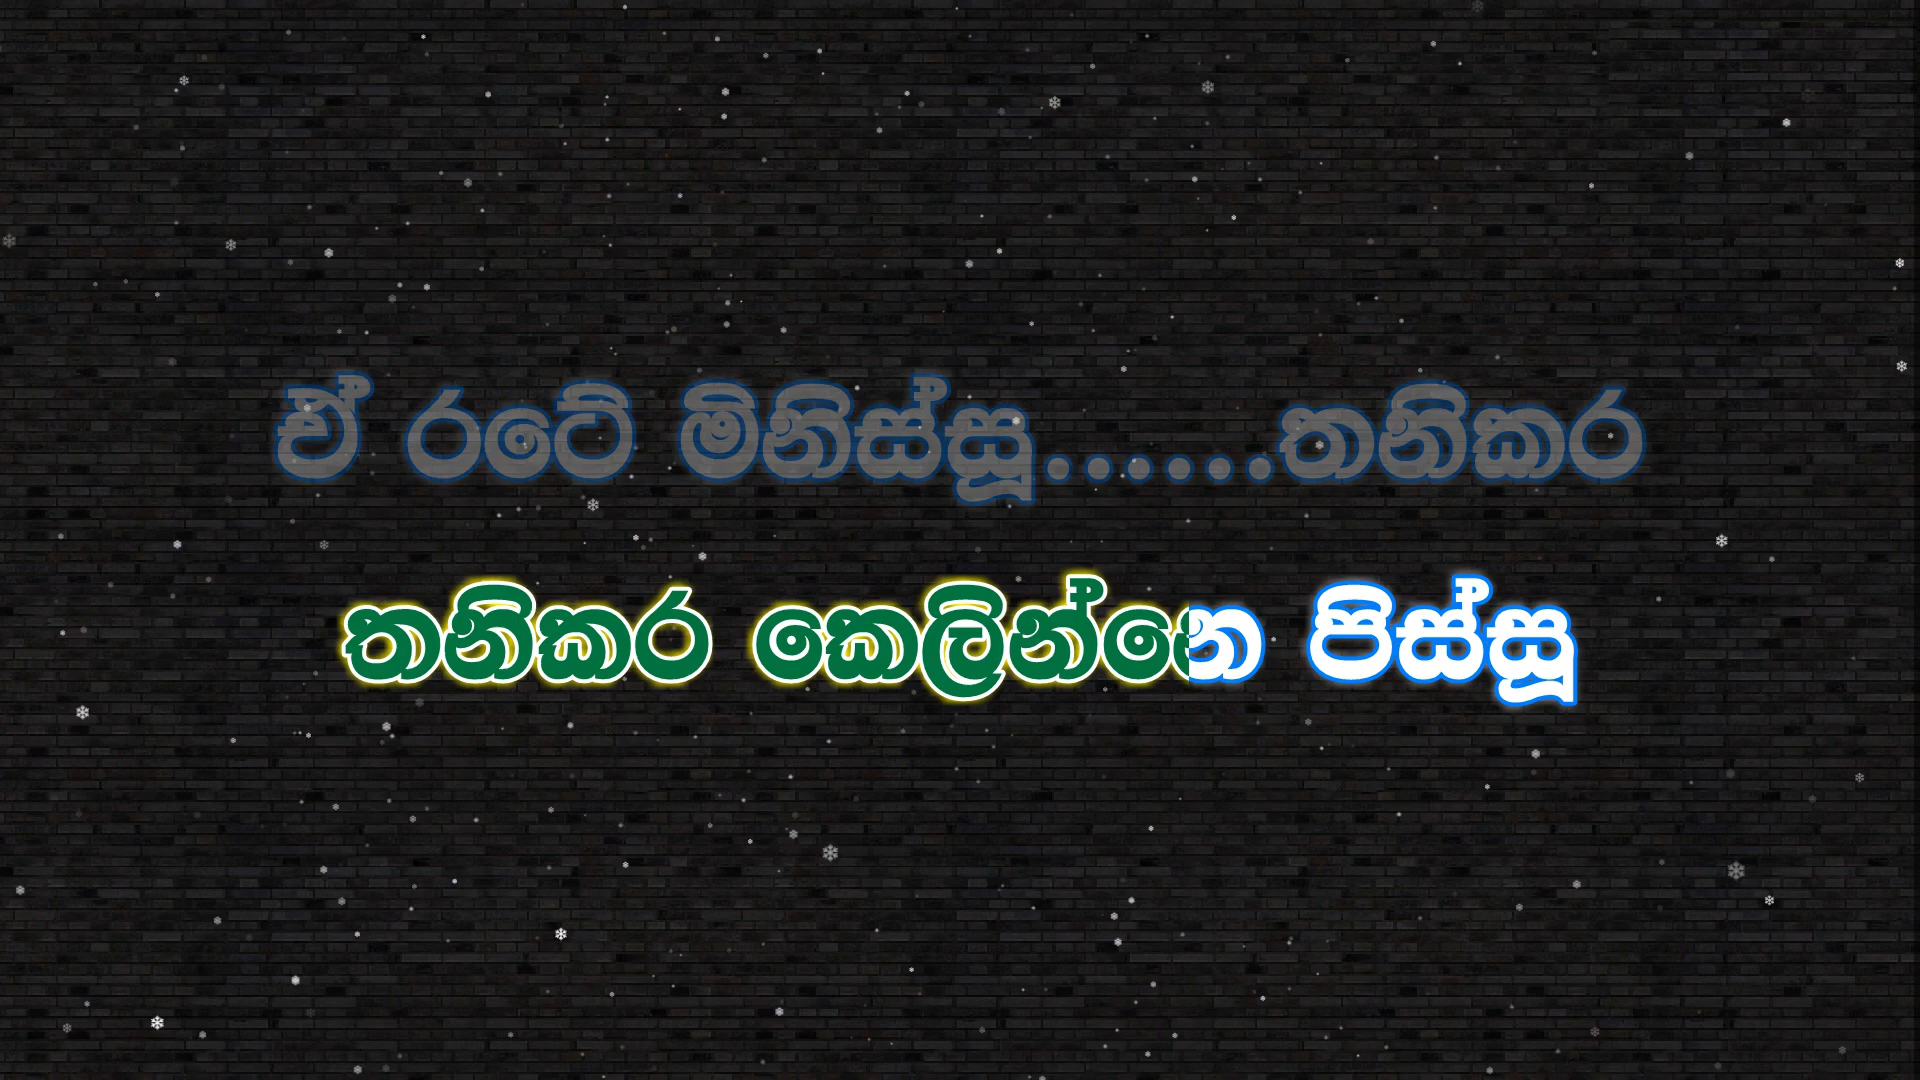 ඒ රටේ මිනිස්සූ......තනිකර
තනිකර කෙලින්නෙ පිස්සූ